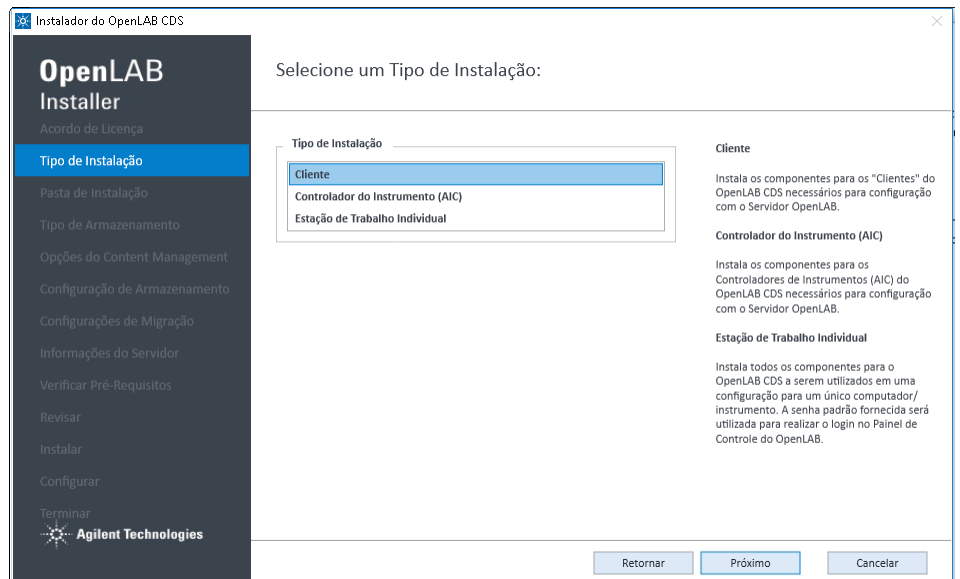 Instalador do OpenLAB CDS
OpenLAB
Installer
Acordo de Licença
Tipo de Instalação
Pasta de Instalação
Tipo de Armazenamento
Opções do Content Management
Configuração de Armazenamento
Configurações de Migração
Informações do Servidor
Verificar Pré-Requisitos
Revisar
Instalar
Configurar
Terminar
Agilent Technologies
Selecione um Tipo de Instalação:
Tipo de Instalação
Cliente
Controlador do Instrumento (AIC)
Estação de Trabalho Individual
Cliente
Instala os componentes para os "Clientes" do
OpenLAB CDS necessários para configuração
com o Servidor OpenLAB.
Controlador do Instrumento (AIC)
Instala os componentes para os
Controladores de Instrumentos (AIC) do
OpenLAB CDS necessários para configuração
com o Servidor OpenLAB.
Estação de Trabalho Individual
Instala todos os componentes para o
OpenLAB CDS a serem utilizados em uma
configuração para um único computador/
instrumento. A senha padrão fornecida será
utilizada para realizar o login no Painel de
Controle do OpenLAB.
Retornar
Próximo
Cancelar